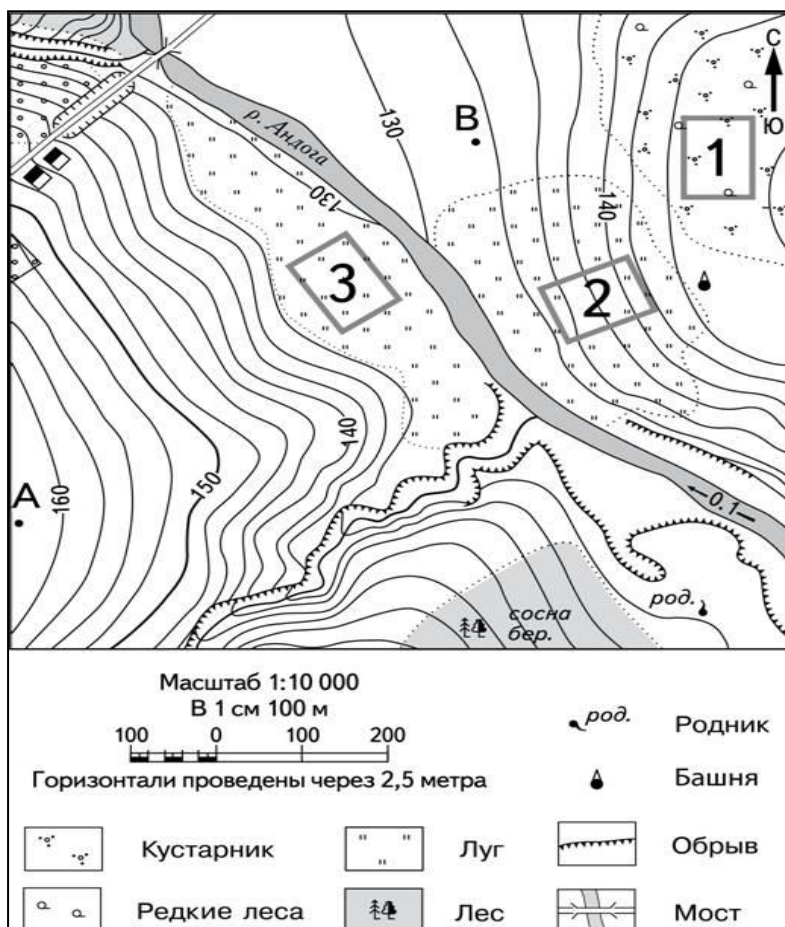 С
Ю
р. Андога
130
В
1
130
140
3
2
140
150
160
А
0.1
род.
сосна
бер.
Масштаб 1:10 000
В 1 см 100 м
100 0 100 200
Горизонтали проведены через 2,5 метра
род. Родник
Башня
Кустарник Луг Обрыв
Редкие леса Лес Мост